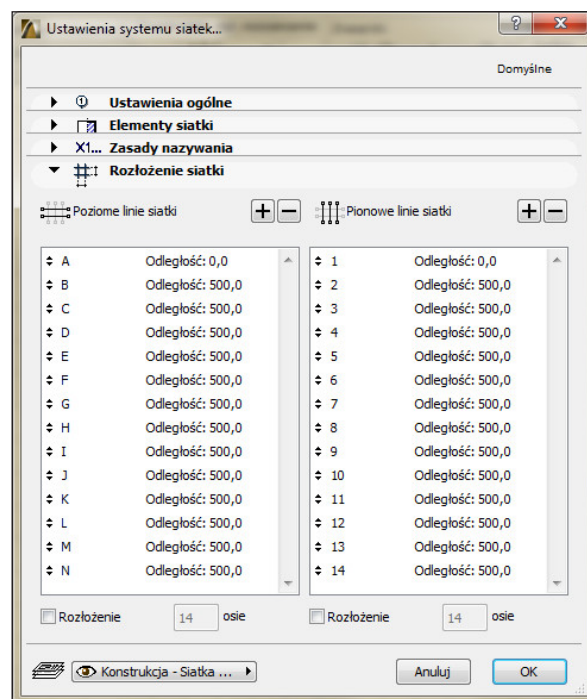 Ustawienia systemu siatek...
Domyślne
Ustawienia ogólne
Elementy siatki
X1... Zasady nazywania
Rozłożenie siatki
Poziome linie siatki
Pionowe linie siatki
A Odległość: 0,0
B Odległość: 500,0
C Odległość: 500,0
D Odległość: 500,0
E Odległość: 500,0
F Odległość: 500,0
G Odległość: 500,0
H Odległość: 500,0
I Odległość: 500,0
J Odległość: 500,0
K Odległość: 500,0
L Odległość: 500,0
M Odległość: 500,0
N Odległość: 500,0
1 Odległość: 0,0
2 Odległość: 500,0
3 Odległość: 500,0
4 Odległość: 500,0
5 Odległość: 500,0
6 Odległość: 500,0
7 Odległość: 500,0
8 Odległość: 500,0
9 Odległość: 500,0
10 Odległość: 500,0
11 Odległość: 500,0
12 Odległość: 500,0
13 Odległość: 500,0
14 Odległość: 500,0
Rozłożenie 14 osie
Rozłożenie 14 osie
Konstrukcja - Siatka ...
Anuluj
OK